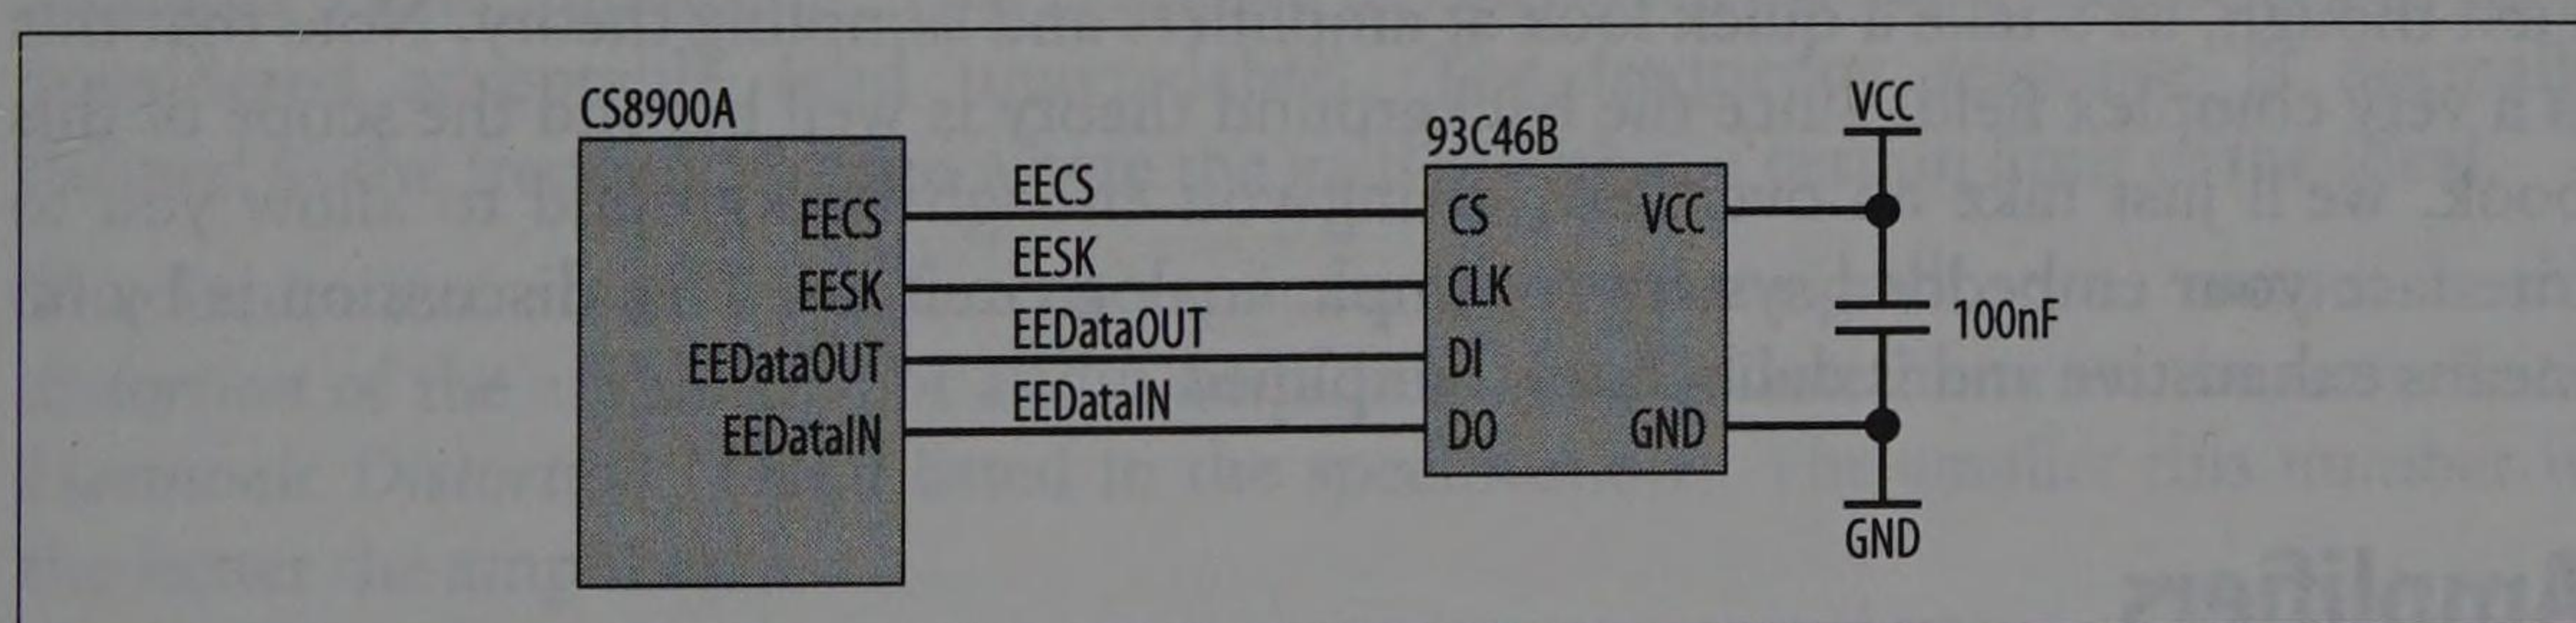 CS8900A
EECS
EESK
EEDataOUT
EEDataIN
EECS
EESK
EEDataOUT
EEDataIN
93C46B
CS
CLK
DI
DO
VCC
GND
VCC
100nF
GND